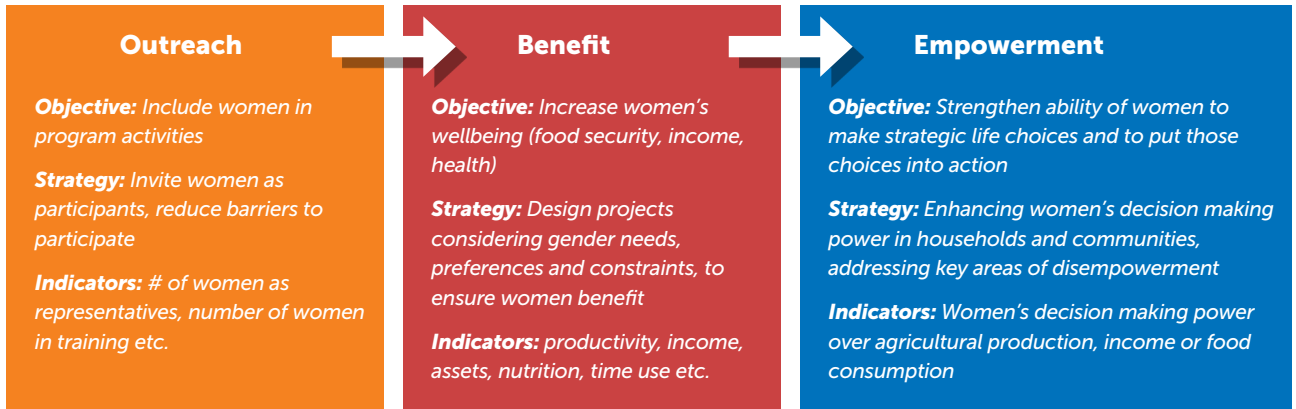 Outreach
Objective: Include women in
program activities
Strategy: Invite women as
participants, reduce barriers to
participate
Indicators: # of women as
representatives, number of women
in training etc.
Benefit
Objective: Increase women’s
wellbeing (food security, income,
health)
Strategy: Design projects
considering gender needs,
preferences and constraints, to
ensure women benefit
Indicators: productivity, income,
assets, nutrition, time use etc.
Empowerment
Objective: Strengthen ability of women to
make strategic life choices and to put those
choices into action
Strategy: Enhancing women’s decision making
power in households and communities,
addressing key areas of disempowerment
Indicators: Women’s decision making power
over agricultural production, income or food
consumption